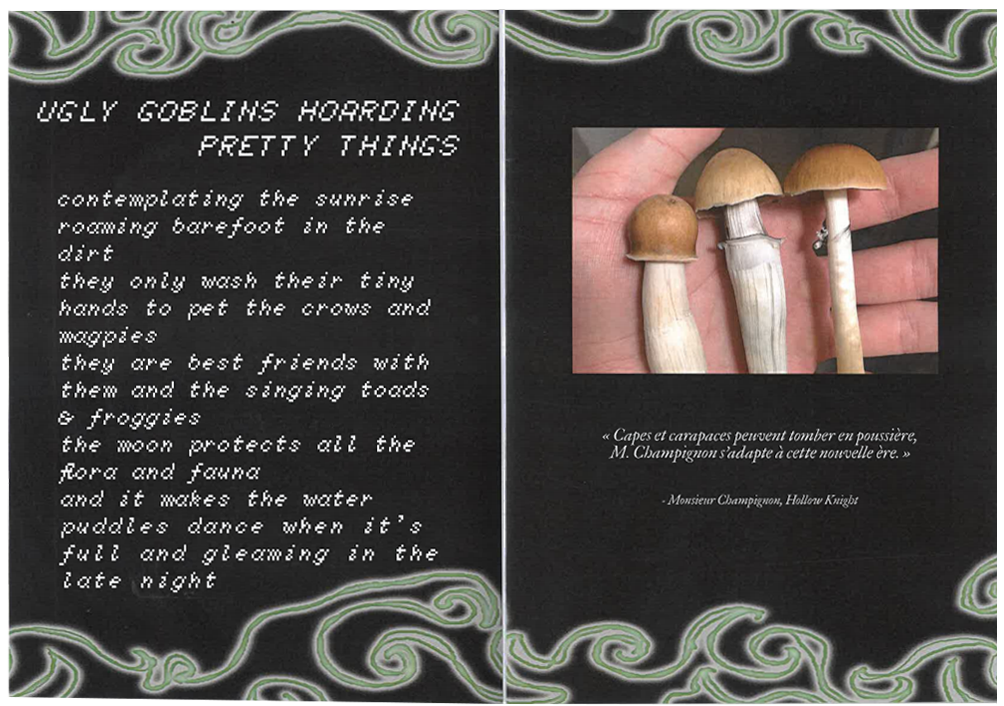 UGLY GOBLINS HOARDING
PRETTY THINGS
contemplating the sunrise
roaming barefoot in the
dirt
they only wash their tiny
hands to pet the crows and
magpies
they are best friends with
them and the singing toads
& froggies
the moon protects all the
flora and fauna
and it makes the water
puddles dance when it's
full and gleaming in the
late night
« Capes et carapaces peuvent tomber en poussière,
M. Champignon s'adapte à cette nouvelle ère. »
- Monsieur Champignon, Hollow Knight